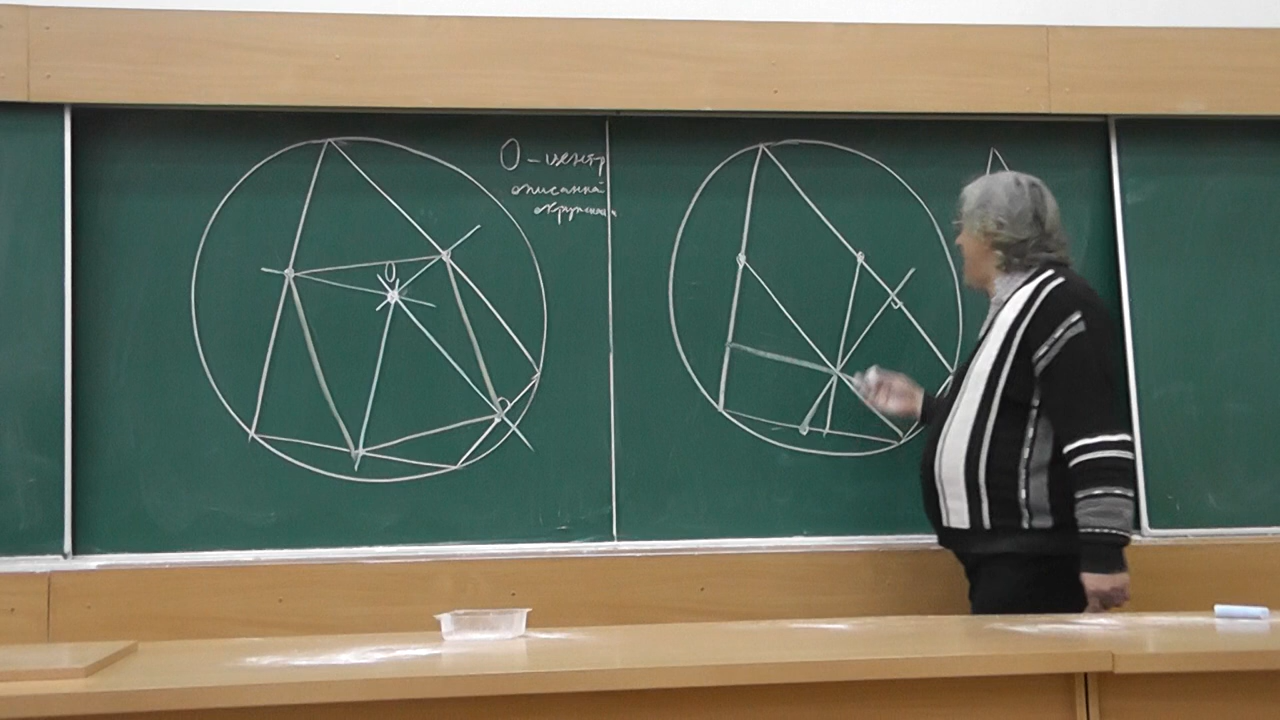 O
O - центр
описанной
окружности